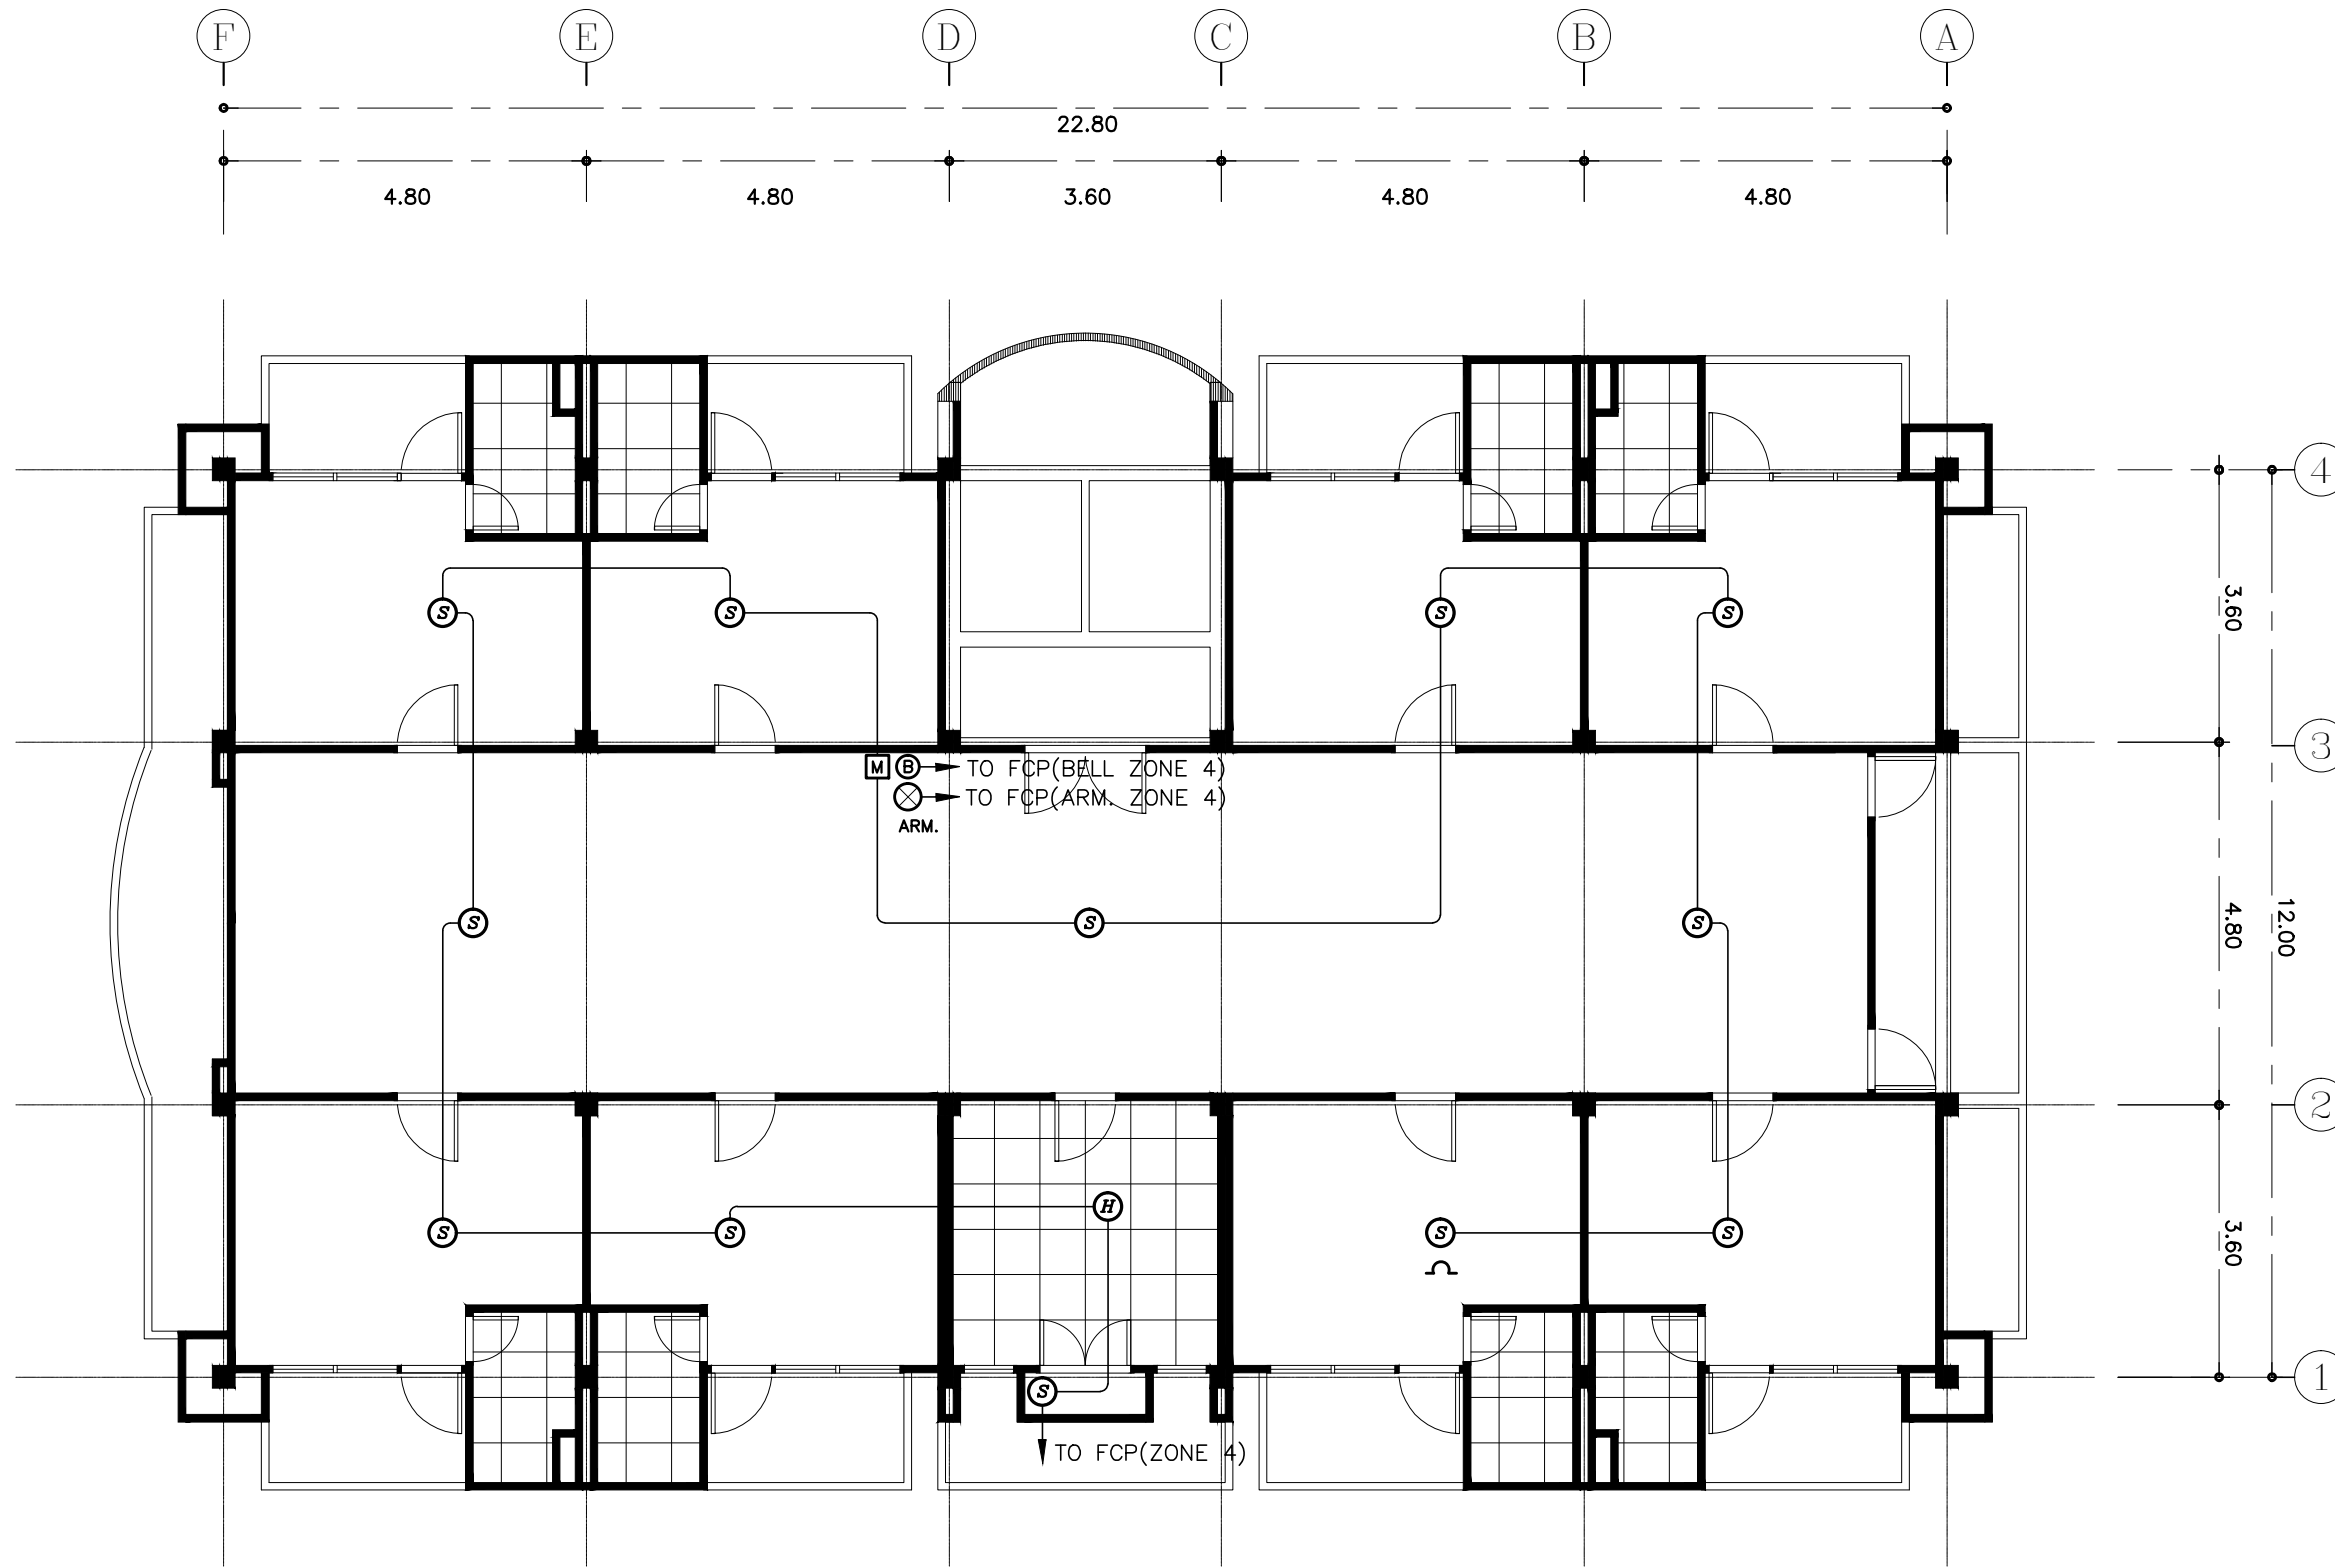 F E D C B A
22.80
4.80 4.80 3.60 4.80 4.80
4
S S S S
3.60
3
M B TO FCP(BELL ZONE 4)
TO FCP(ARM. ZONE 4)
ARM.
S S S
4.80 12.00
2
H
S S S S
3.60
S
1
TO FCP(ZONE 4)